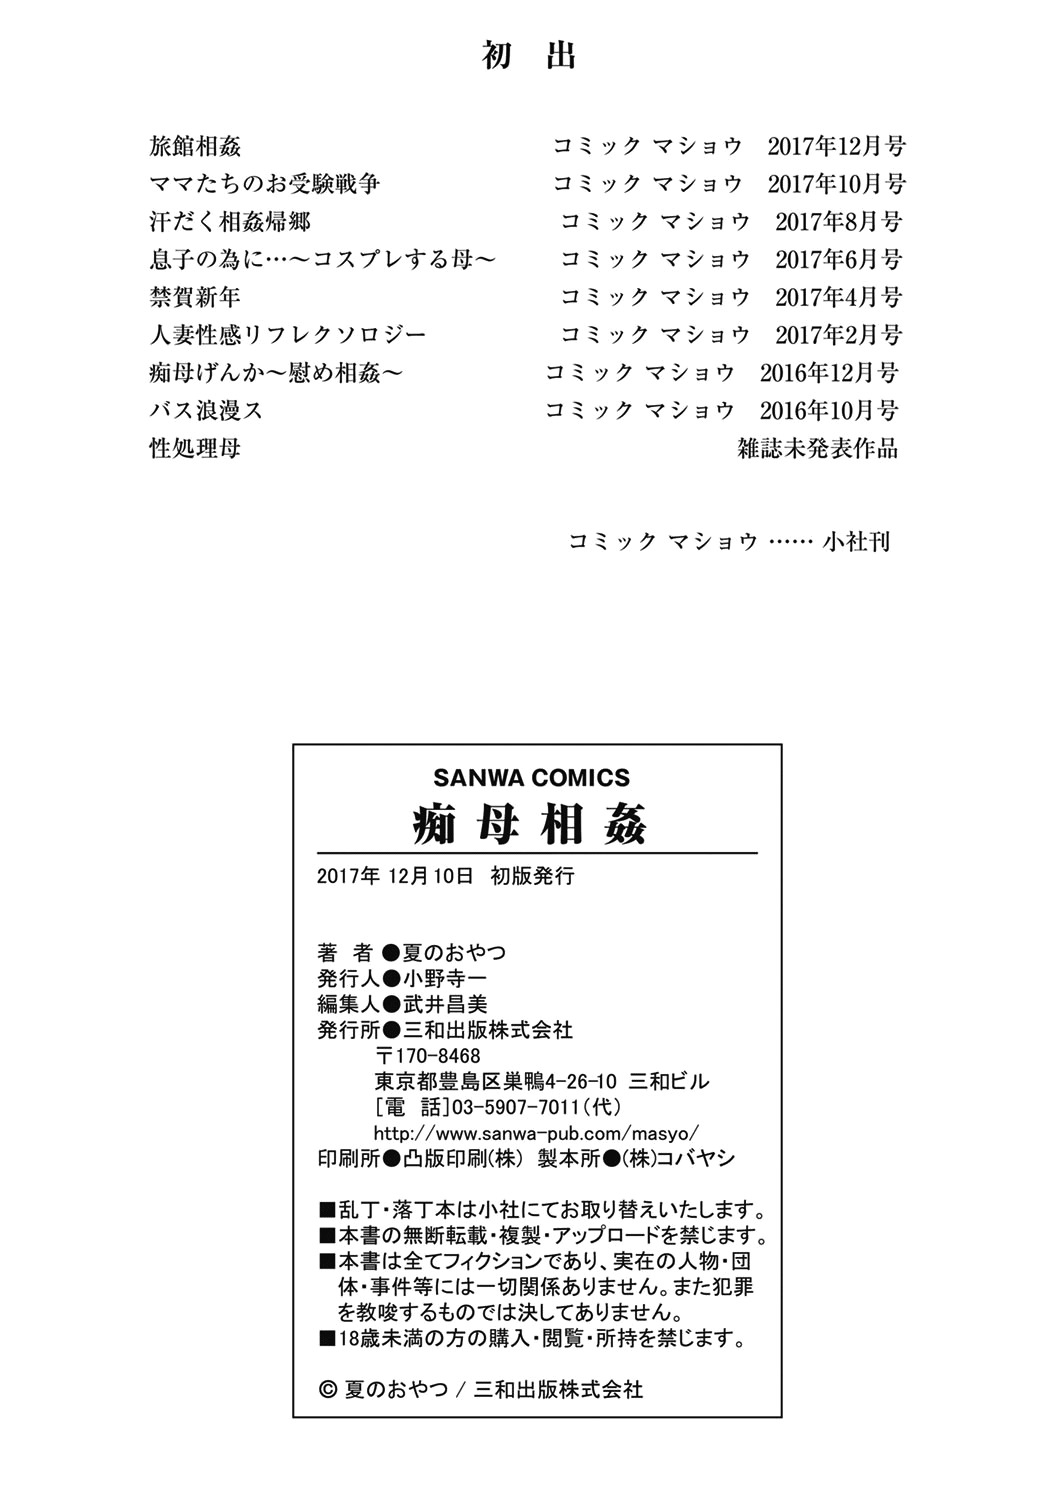 初 出
旅館相姦 コミック マショウ 2017年12月号
ママたちのお受験戦争 コミック マショウ 2017年10月号
汗だく相姦帰郷 コミック マショウ 2017年8月号
息子の為に…～コスプレする母～ コミック マショウ 2017年6月号
禁賀新年 コミック マショウ 2017年4月号
人妻性感リフレクソロジー コミック マショウ 2017年2月号
痴母げんか～慰め相姦～ コミック マショウ 2016年12月号
バス浪漫ス コミック マショウ 2016年10月号
性処理母 雑誌未発表作品
コミック マショウ …… 小社刊
SANWA COMICS
痴母相姦
2017年 12月10日 初版発行
著 者●夏のおやつ
発行人●小野寺一
編集人●武井昌美
発行所●三和出版株式会社
〒170-8468
東京都豊島区巣鴨4-26-10 三和ビル
[電 話]03-5907-7011(代)
http://www.sanwa-pub.com/masyo/
印刷所●凸版印刷(株) 製本所●(株)コバヤシ
■乱丁・落丁本は小社にてお取り替えいたします。
■本書の無断転載・複製・アップロードを禁じます。
■本書は全てフィクションであり、実在の人物・団
体・事件等には一切関係ありません。また犯罪
を教唆するものでは決してありません。
■18歳未満の方の購入・閲覧・所持を禁じます。
© 夏のおやつ / 三和出版株式会社